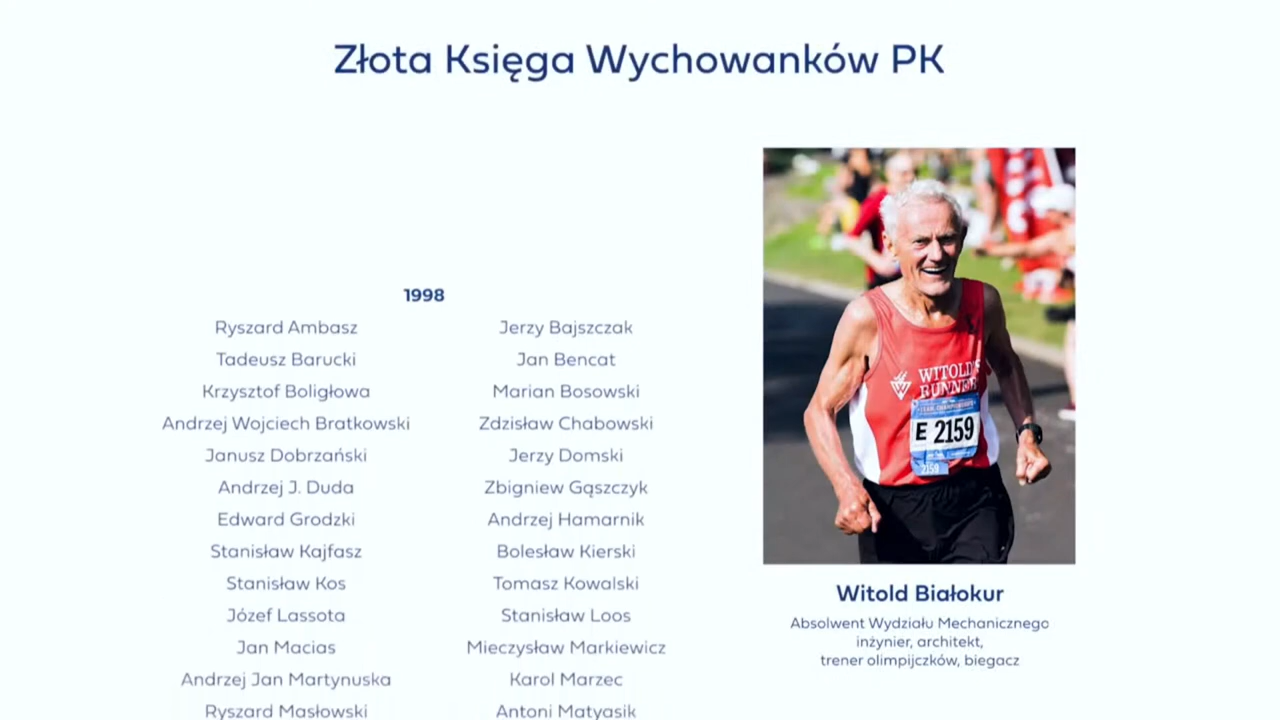 Złota Księga Wychowanków PK
1998
Ryszard Ambasz
Jerzy Bajszczak
Tadeusz Barucki
Jan Bencat
Krzysztof Boligłowa
Marian Bosowski
Andrzej Wojciech Bratkowski
Zdzisław Chabowski
Janusz Dobrzański
Jerzy Domski
Andrzej J. Duda
Zbigniew Gąszczyk
Edward Grodzki
Andrzej Hamarnik
Stanisław Kajfasz
Bolesław Kierski
Stanisław Kos
Tomasz Kowalski
Józef Lassota
Stanisław Loos
Jan Macias
Mieczysław Markiewicz
Andrzej Jan Martynuska
Karol Marzec
Ryszard Masłowski
Antoni Matyasik
WITOLD'S
RUNNER
E 2159
2159
Witold Białokur
Absolwent Wydziału Mechanicznego
inżynier, architekt,
trener olimpijczków, biegacz